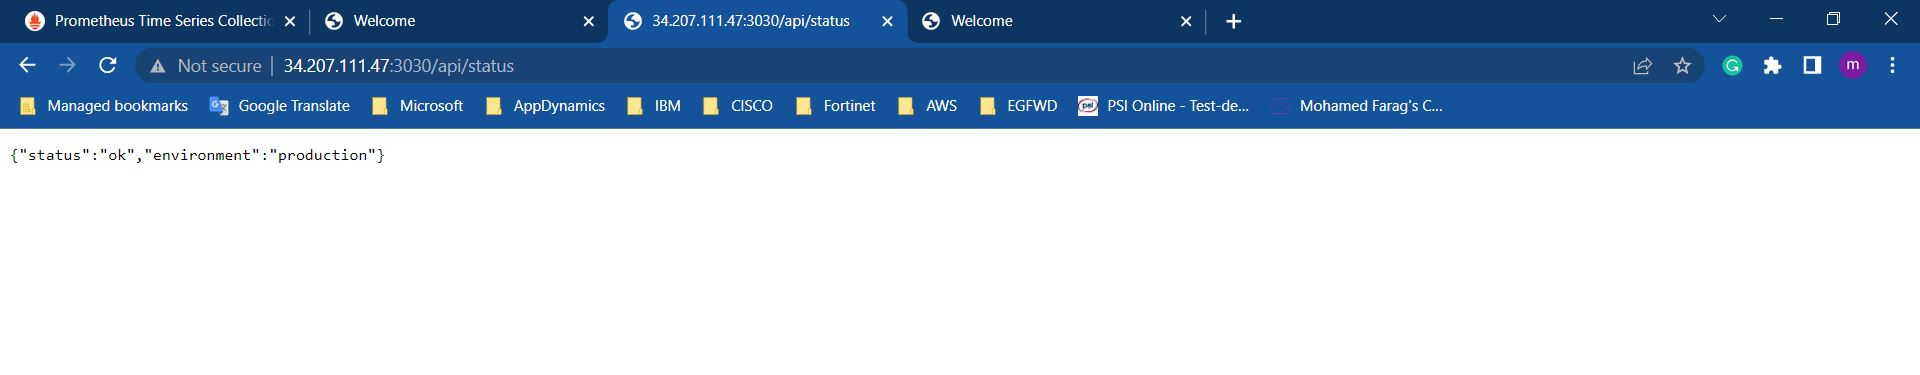 Prometheus Time Series Collectio
Welcome
34.207.111.47:3030/api/status
Welcome
Not secure | 34.207.111.47:3030/api/status
m
Managed bookmarks
Google Translate
Microsoft
AppDynamics
IBM
CISCO
Fortinet
AWS
EGFWD
psi
PSI Online - Test-de...
Mohamed Farag's C...
{"status":"ok","environment":"production"}